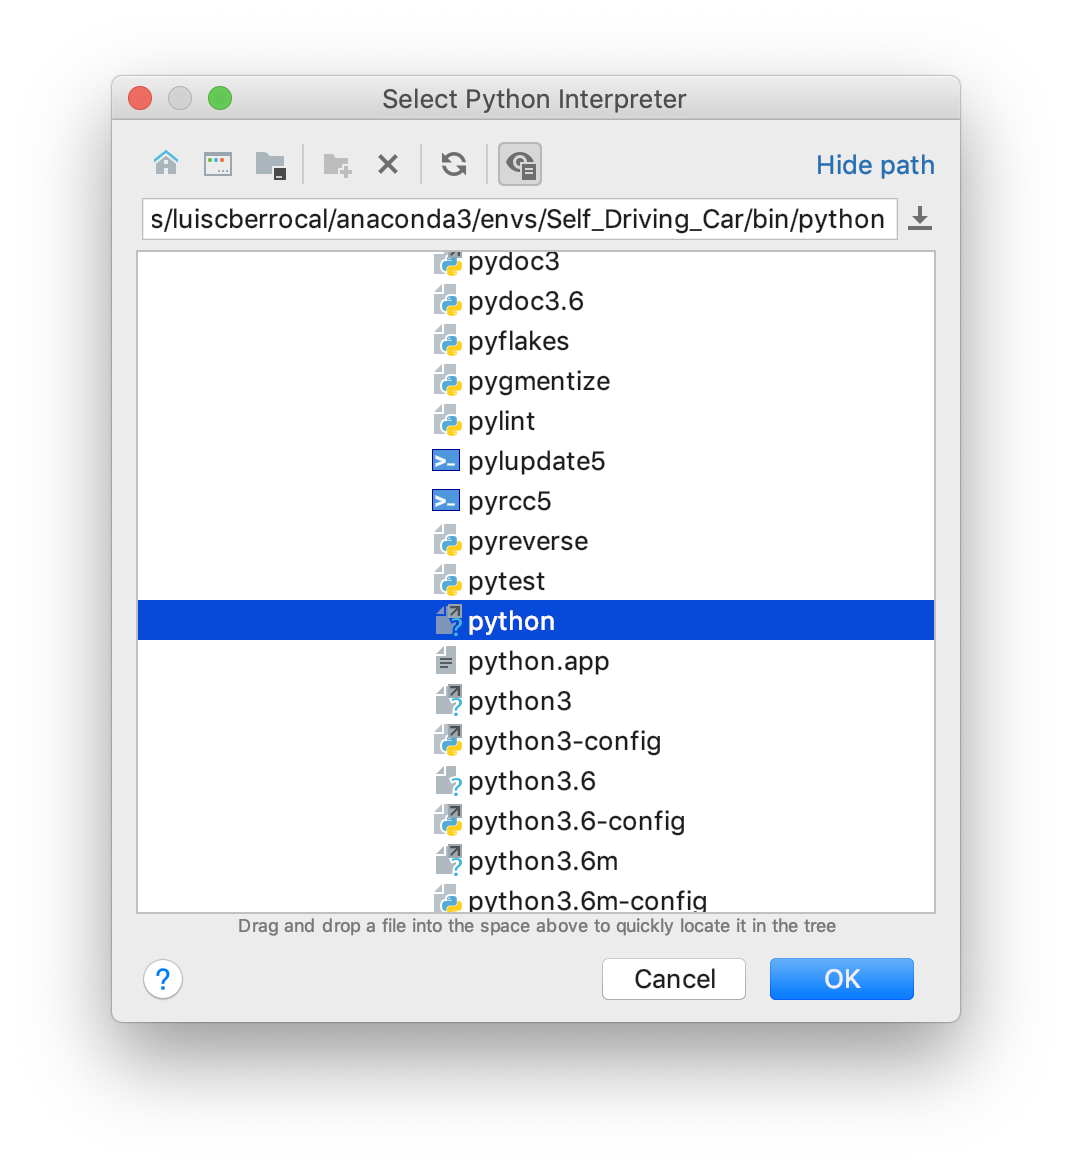 Select Python Interpreter
Hide path
s/luiscberrocal/anaconda3/envs/Self_Driving_Car/bin/python
pydoc3
pydoc3.6
pyflakes
pygmentize
pylint
pylupdate5
pyrcc5
pyreverse
pytest
python
python.app
python3
python3-config
python3.6
python3.6-config
python3.6m
python3.6m-config
Drag and drop a file into the space above to quickly locate it in the tree
? Cancel OK